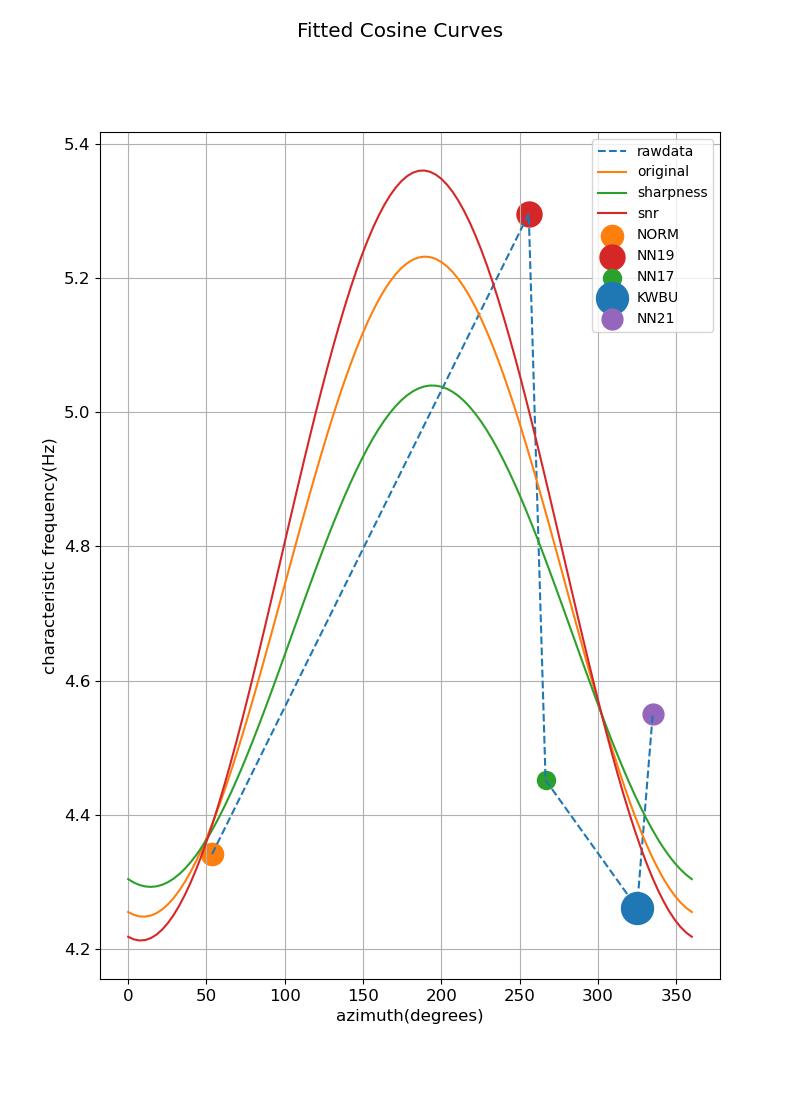 Fitted Cosine Curves
5.4
5.2
5.0
4.8
4.6
4.4
4.2
characteristic frequency(Hz)
rawdata
original
sharpness
snr
NORM
NN19
NN17
KWBU
NN21
0 50 100 150 200 250 300 350
azimuth(degrees)